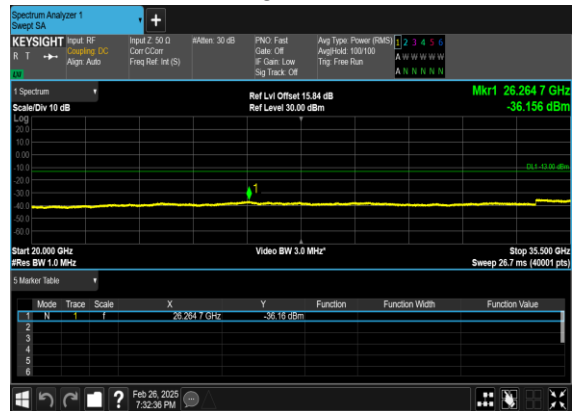 Spectrum Analyzer 1
Swept SA
+
KEYSIGHT Input: RF Input Z: 50 Ω #Atten: 30 dB PNO: Fast Avg Type: Power (RMS) 1 2 3 4 5 6
R T Coupling: DC Corr CCorr Gate: Off Avg|Hold: 100/100 A W W W W W
Align: Auto Freq Ref: Int (S) IF Gain: Low Trig: Free Run A N N N N N
LW Sig Track: Off
1 Spectrum Ref Lvl Offset 15.84 dB Mkr1 26.264 7 GHz
Scale/Div 10 dB Ref Level 30.00 dBm -36.156 dBm
Log
20.0
10.0
0.00
-10.0 DL1 -13.00 dBm
-20.0
-30.0 1
-40.0
-50.0
-60.0
Start 20.000 GHz Video BW 3.0 MHz* Stop 35.500 GHz
#Res BW 1.0 MHz Sweep 26.7 ms (40001 pts)
5 Marker Table
Mode Trace Scale X Y Function Function Width Function Value
1 N 1 f 26.264 7 GHz -36.16 dBm
2
3
4
5
6
? Feb 26, 2025
7:32:36 PM